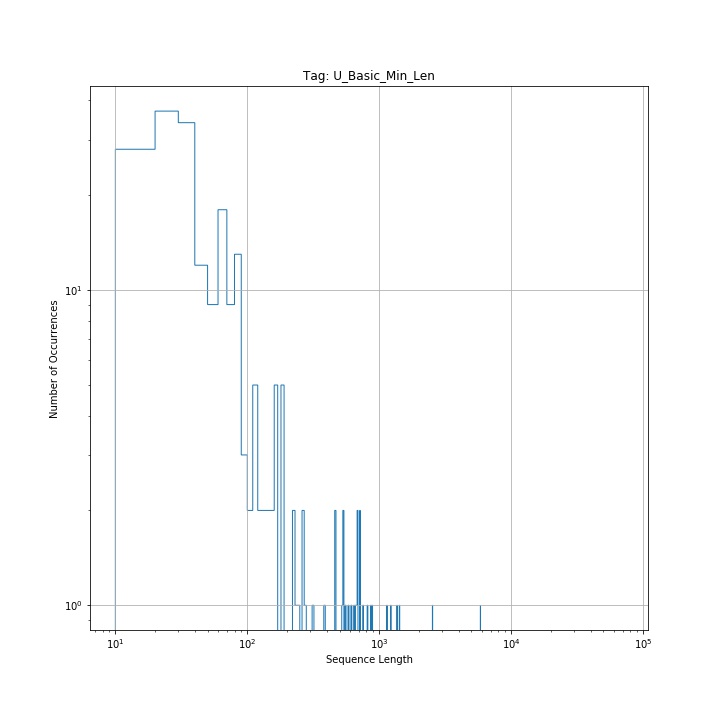 Tag: U_Basic_Min_Len
Number of Occurrences
10¹
10⁰
10¹
10²
10³
10⁴
10⁵
Sequence Length